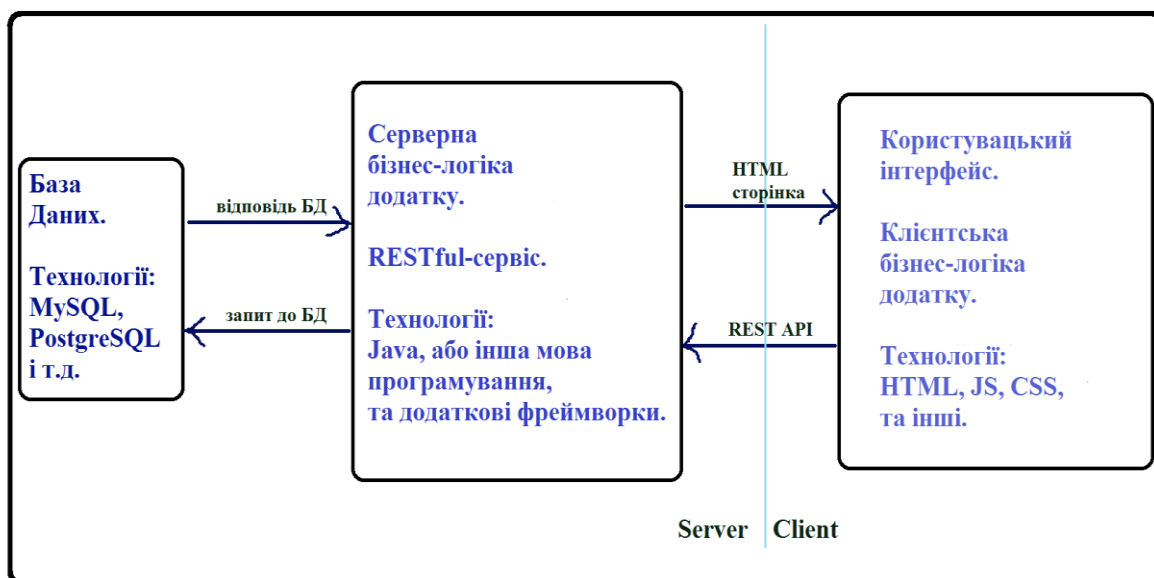 База
Даних.
Технології:
MySQL,
PostgreSQL
і т.д.
відповідь БД
запит до БД
Серверна
бізнес-логіка
додатку.
RESTful-сервіс.
Технології:
Java, або інша мова
програмування,
та додаткові фреймворки.
HTML
сторінка
REST API
Користувацький
інтерфейс.
Клієнтська
бізнес-логіка
додатку.
Технології:
HTML, JS, CSS,
та інші.
Server
Client